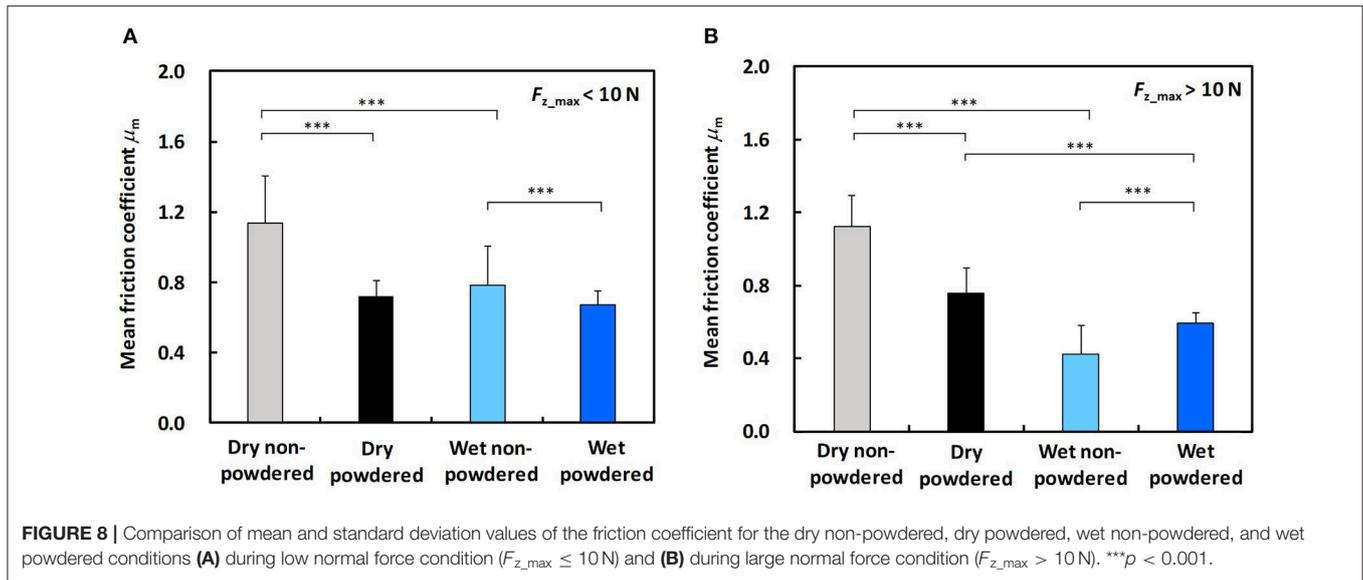 A
Mean friction coefficient μm
2.0
1.6
1.2
0.8
0.4
0.0
Fz_max < 10 N
***
***
***
Dry non-
powdered
Dry
powdered
Wet non-
powdered
Wet
powdered
B
Mean friction coefficient μm
2.0
1.6
1.2
0.8
0.4
0.0
Fz_max > 10 N
***
***
***
***
Dry non-
powdered
Dry
powdered
Wet non-
powdered
Wet
powdered
FIGURE 8 | Comparison of mean and standard deviation values of the friction coefficient for the dry non-powdered, dry powdered, wet non-powdered, and wet
powdered conditions (A) during low normal force condition (Fz_max ≤ 10 N) and (B) during large normal force condition (Fz_max > 10 N). ***p < 0.001.